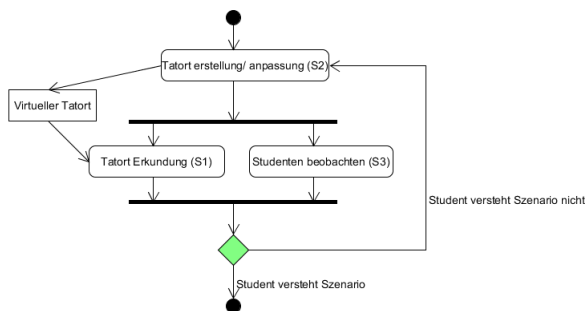 Tatort erstellung/ anpassung (S2)
Virtueller Tatort
Tatort Erkundung (S1)
Studenten beobachten (S3)
Student versteht Szenario nicht
Student versteht Szenario